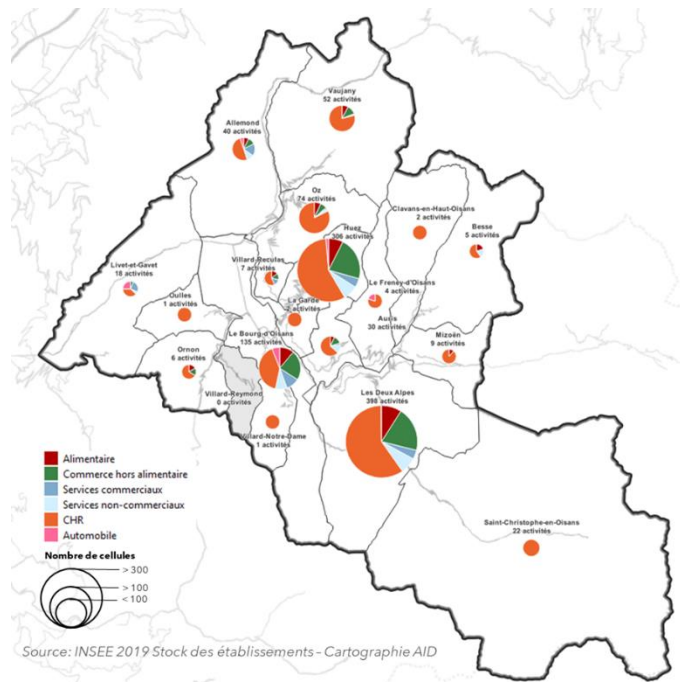 Vaujany
52 activités
Allemond
40 activités
Oz
74 activités
Clavans-en-Haut-Oisans
2 activités
Huez
306 activités
Besse
5 activités
Livet-et-Gavet
18 activités
Villard-Reculas
7 activités
Le Freney-d'Oisans
4 activités
Oulles
1 activités
La Garde
2 activités
Auris
30 activités
Le Bourg-d'Oisans
135 activités
Mizoën
9 activités
Ornon
6 activités
Villard-Reymond
0 activités
Les Deux Alpes
398 activités
Villard-Notre-Dame
1 activités
Saint-Christophe-en-Oisans
22 activités
Alimentaire
Commerce hors alimentaire
Services commerciaux
Services non-commerciaux
CHR
Automobile
Nombre de cellules
> 300
> 100
< 100
Source: INSEE 2019 Stock des établissements - Cartographie AID